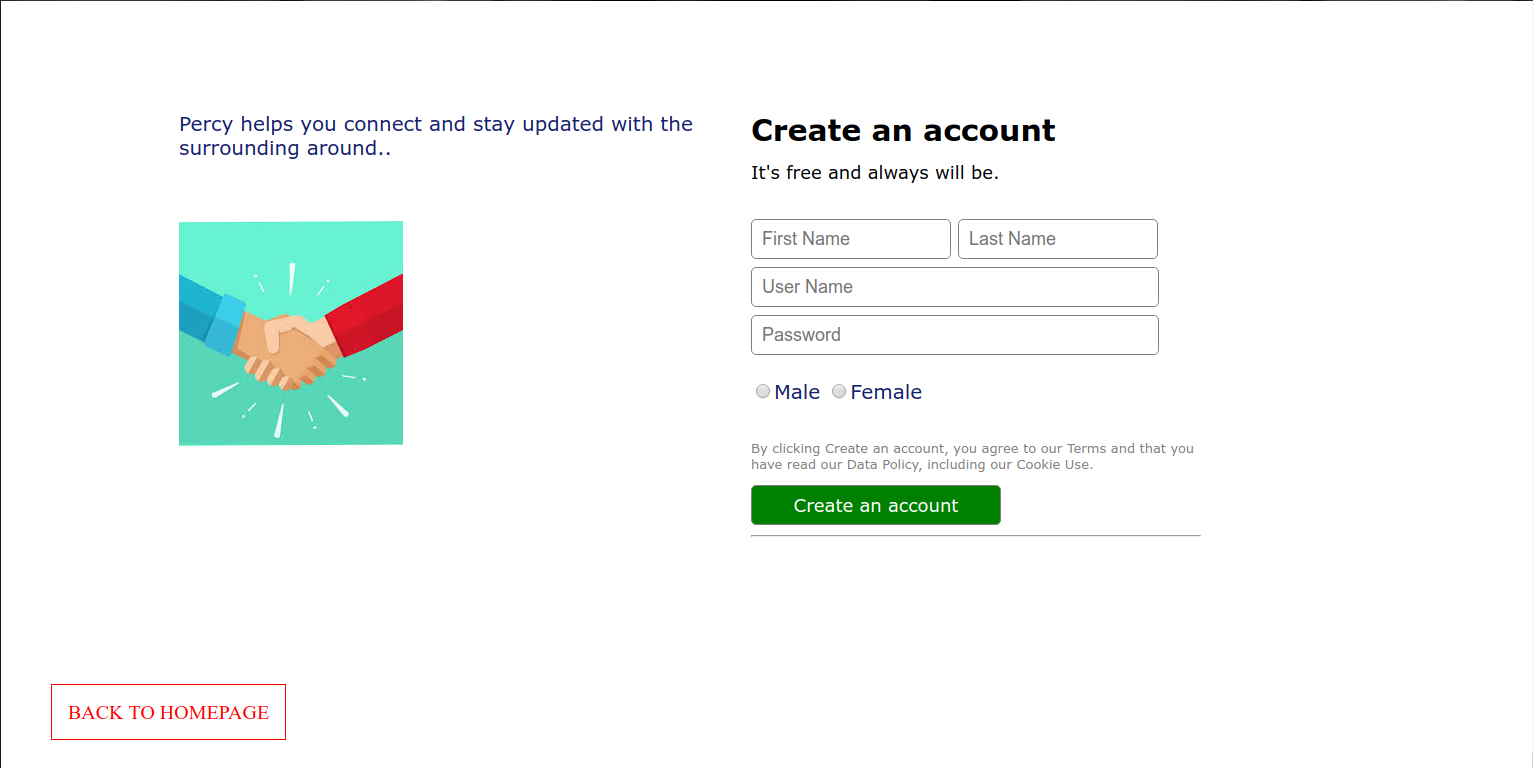 Percy helps you connect and stay updated with the
surrounding around..
Create an account
It's free and always will be.
First Name
Last Name
User Name
Password
Male
Female
By clicking Create an account, you agree to our Terms and that you
have read our Data Policy, including our Cookie Use.
Create an account
BACK TO HOMEPAGE